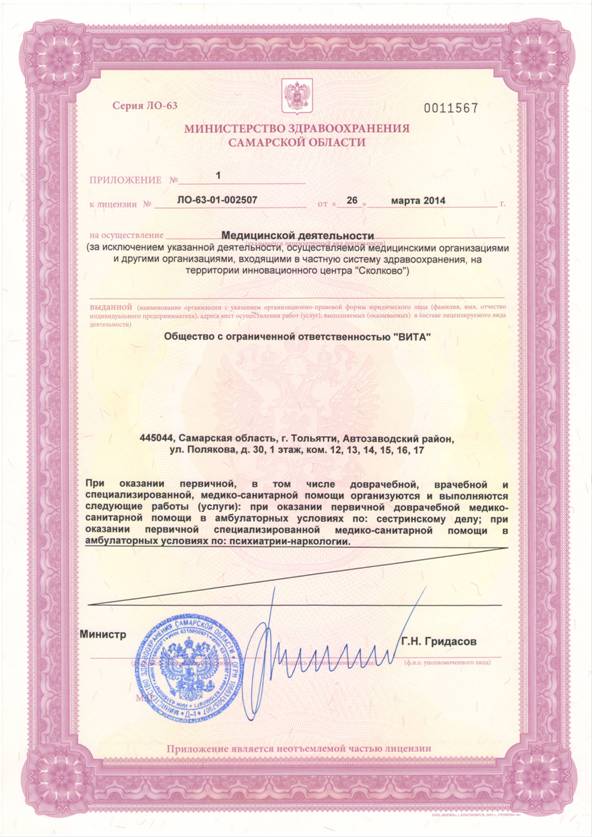 Серия ЛО-63
0011567
МИНИСТЕРСТВО ЗДРАВООХРАНЕНИЯ
САМАРСКОЙ ОБЛАСТИ
ПРИЛОЖЕНИЕ № 1
к лицензии № ЛО-63-01-002507 от « 26 » марта 2014 г.
на осуществление Медицинской деятельности
(за исключением указанной деятельности, осуществляемой медицинскими организациями
и другими организациями, входящими в частную систему здравоохранения, на
территории инновационного центра "Сколково")
выданной (наименование организации с указанием организационно-правовой формы юридического лица (фамилия, имя, отчество
индивидуального предпринимателя), адреса мест осуществления работ (услуг), выполняемых (оказываемых) в составе лицензируемого вида
деятельности)
Общество с ограниченной ответственностью "ВИТА"
445044, Самарская область, г. Тольятти, Автозаводский район,
ул. Полякова, д. 30, 1 этаж, ком. 12, 13, 14, 15, 16, 17
При оказании первичной, в том числе доврачебной, врачебной и
специализированной, медико-санитарной помощи организуются и выполняются
следующие работы (услуги): при оказании первичной доврачебной медико-
санитарной помощи в амбулаторных условиях по: сестринскому делу; при
оказании первичной специализированной медико-санитарной помощи в
амбулаторных условиях по: психиатрии-наркологии.
Министр
Г.Н. Гридасов
(ф.и.о. уполномоченного лица)
Приложение является неотъемлемой частью лицензии